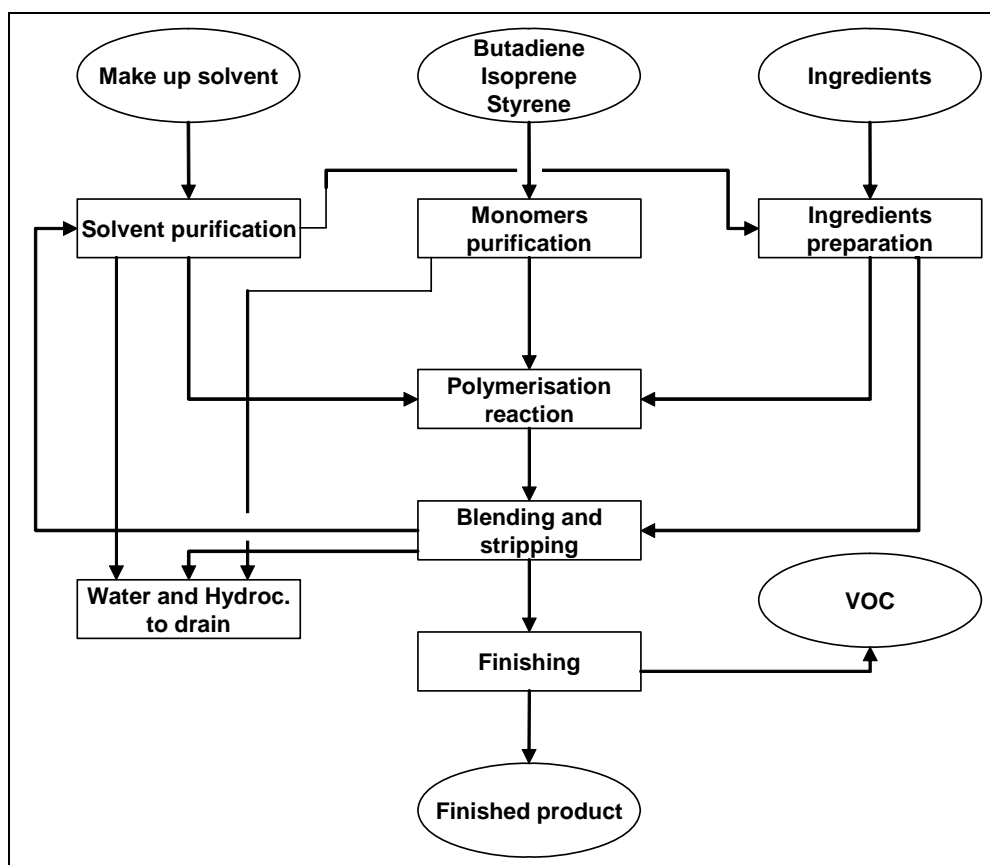 Make up solvent
Butadiene
Isoprene
Styrene
Ingredients
Solvent purification
Monomers
purification
Ingredients
preparation
Polymerisation
reaction
Blending and
stripping
Water and Hydroc.
to drain
VOC
Finishing
Finished product